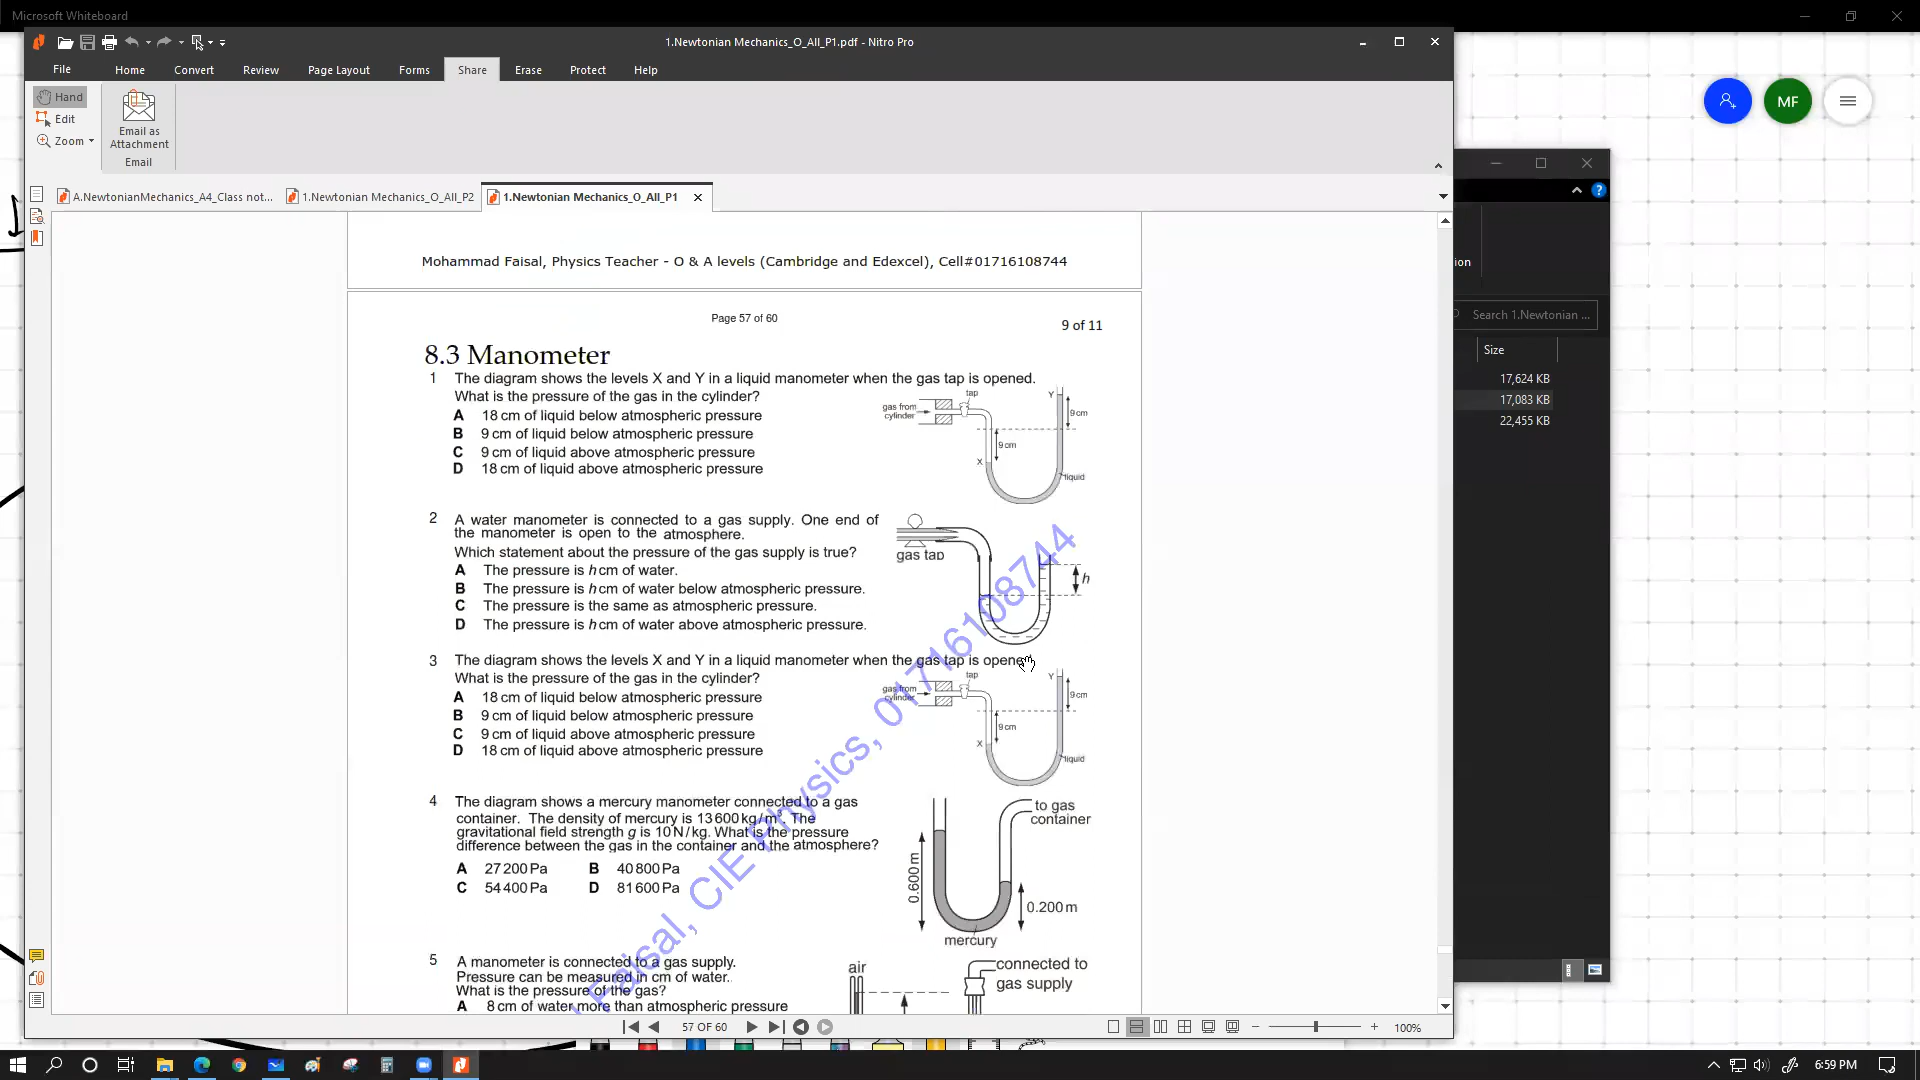 Microsoft Whiteboard
1.Newtonian Mechanics_O_All_P1.pdf - Nitro Pro
File Home Convert Review Page Layout Forms Share Erase Protect Help
Hand
Edit
Zoom
Email as
Attachment
Email
MF
A.NewtonianMechanics_A4_Class not... 1.Newtonian Mechanics_O_All_P2 1.Newtonian Mechanics_O_All_P1
ion
Search 1.Newtonian ...
Size
17,624 KB
17,083 KB
22,455 KB
Mohammad Faisal, Physics Teacher - O & A levels (Cambridge and Edexcel), Cell#01716108744
Page 57 of 60
9 of 11
8.3 Manometer
1 The diagram shows the levels X and Y in a liquid manometer when the gas tap is opened.
What is the pressure of the gas in the cylinder?
A 18 cm of liquid below atmospheric pressure
B 9 cm of liquid below atmospheric pressure
C 9 cm of liquid above atmospheric pressure
D 18 cm of liquid above atmospheric pressure
gas from
cylinder
tap
Y
9 cm
9 cm
X
liquid
2 A water manometer is connected to a gas supply. One end of
the manometer is open to the atmosphere.
Which statement about the pressure of the gas supply is true?
A The pressure is h cm of water.
B The pressure is h cm of water below atmospheric pressure.
C The pressure is the same as atmospheric pressure.
D The pressure is h cm of water above atmospheric pressure.
gas tap
h
3 The diagram shows the levels X and Y in a liquid manometer when the gas tap is opened
What is the pressure of the gas in the cylinder?
A 18 cm of liquid below atmospheric pressure
B 9 cm of liquid below atmospheric pressure
C 9 cm of liquid above atmospheric pressure
D 18 cm of liquid above atmospheric pressure
gas from
cylinder
tap
Y
9 cm
9 cm
X
liquid
4 The diagram shows a mercury manometer connected to a gas
container. The density of mercury is 13 600 kg/m³. The
gravitational field strength g is 10 N/kg. What is the pressure
difference between the gas in the container and the atmosphere?
A 27 200 Pa B 40 800 Pa
C 54 400 Pa D 81 600 Pa
to gas
container
0.600 m
0.200 m
mercury
5 A manometer is connected to a gas supply.
Pressure can be measured in cm of water.
What is the pressure of the gas?
A 8 cm of water more than atmospheric pressure
air
connected to
gas supply
Faisal, CIE Physics, 01716108744
57 OF 60
100%
6:59 PM